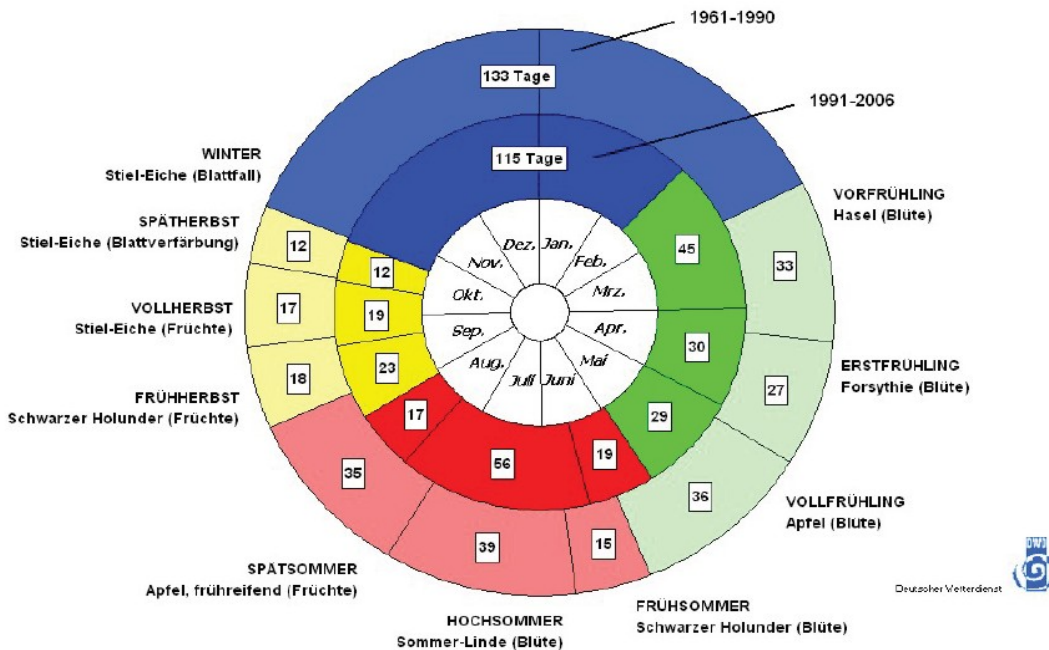 1961-1990
133 Tage
1991-2006
115 Tage
WINTER
Stiel-Eiche (Blattfall)
SPÄTHERBST
Stiel-Eiche (Blattverfärbung)
VOLLHERBST
Stiel-Eiche (Früchte)
FRÜHHERBST
Schwarzer Holunder (Früchte)
SPÄTSOMMER
Apfel, frühreifend (Früchte)
HOCHSOMMER
Sommer-Linde (Blüte)
FRÜHSOMMER
Schwarzer Holunder (Blüte)
VOLLFRÜHLING
Apfel (Blüte)
ERSTFRÜHLING
Forsythie (Blüte)
VORFRÜHLING
Hasel (Blüte)
33
27
36
15
39
35
18
17
12
45
30
29
19
56
17
23
19
12
Jan.
Feb.
Mrz.
Apr.
Mai
Juni
Juli
Aug.
Sep.
Okt.
Nov.
Dez.
DWD
Deutscher Wetterdienst